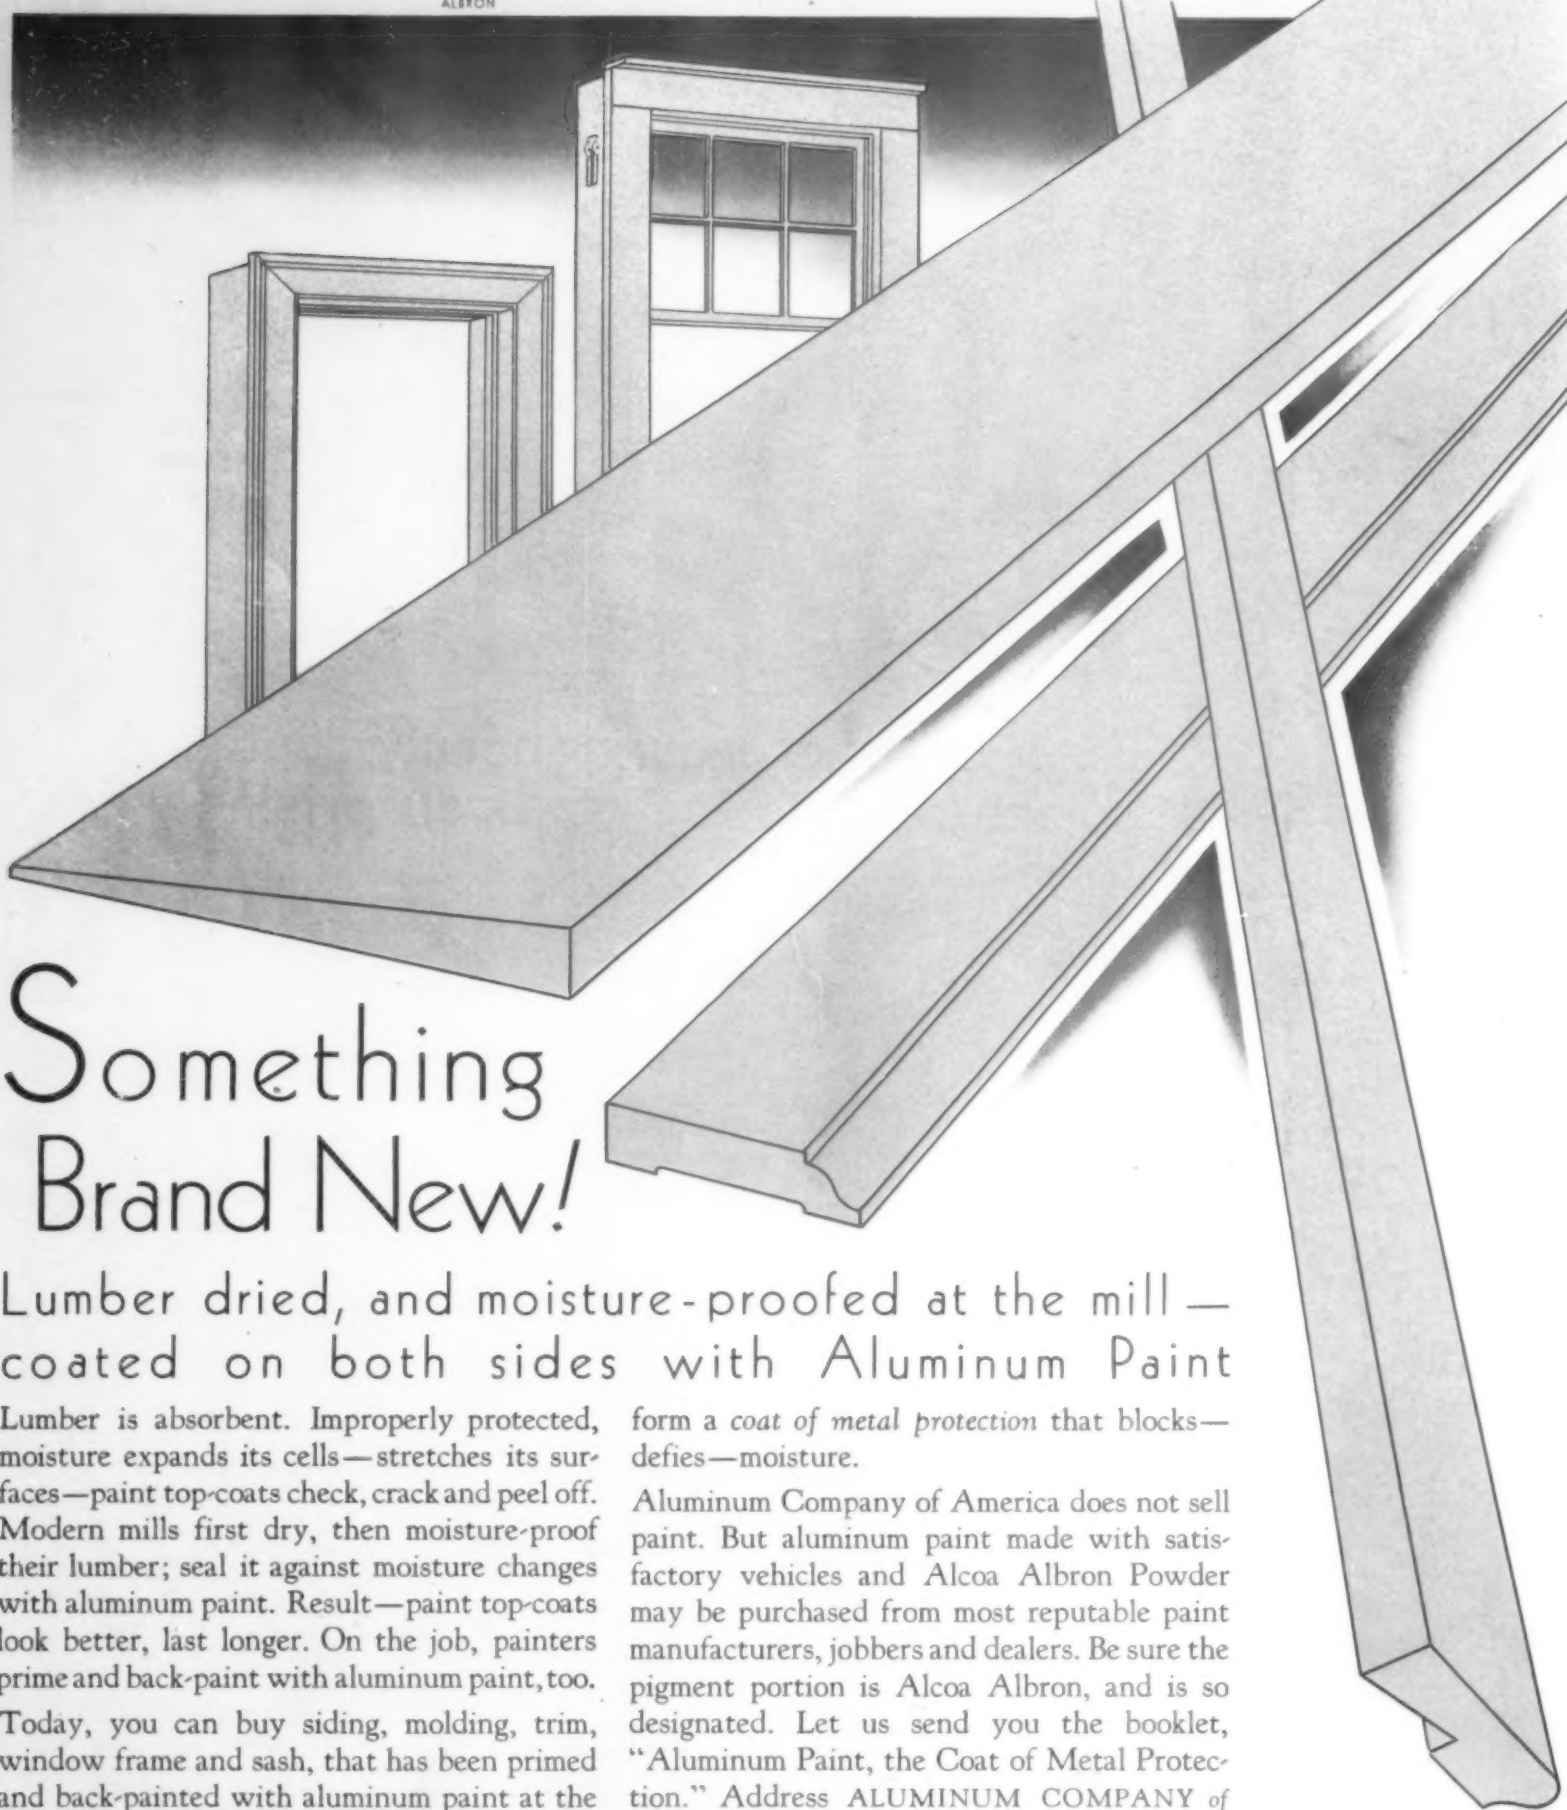 ALBRON
Something
Brand New!
Lumber dried, and moisture-proofed at the mill —
coated on both sides with Aluminum Paint
Lumber is absorbent. Improperly protected,
moisture expands its cells—stretches its sur-
faces—paint top-coats check, crack and peel off.
Modern mills first dry, then moisture-proof
their lumber; seal it against moisture changes
with aluminum paint. Result—paint top-coats
look better, last longer. On the job, painters
prime and back-paint with aluminum paint, too.
Today, you can buy siding, molding, trim,
window frame and sash, that has been primed
and back-painted with aluminum paint at the
form a coat of metal protection that blocks—
defies—moisture.
Aluminum Company of America does not sell
paint. But aluminum paint made with satis-
factory vehicles and Alcoa Albron Powder
may be purchased from most reputable paint
manufacturers, jobbers and dealers. Be sure the
pigment portion is Alcoa Albron, and is so
designated. Let us send you the booklet,
“Aluminum Paint, the Coat of Metal Protec-
tion.” Address ALUMINUM COMPANY of